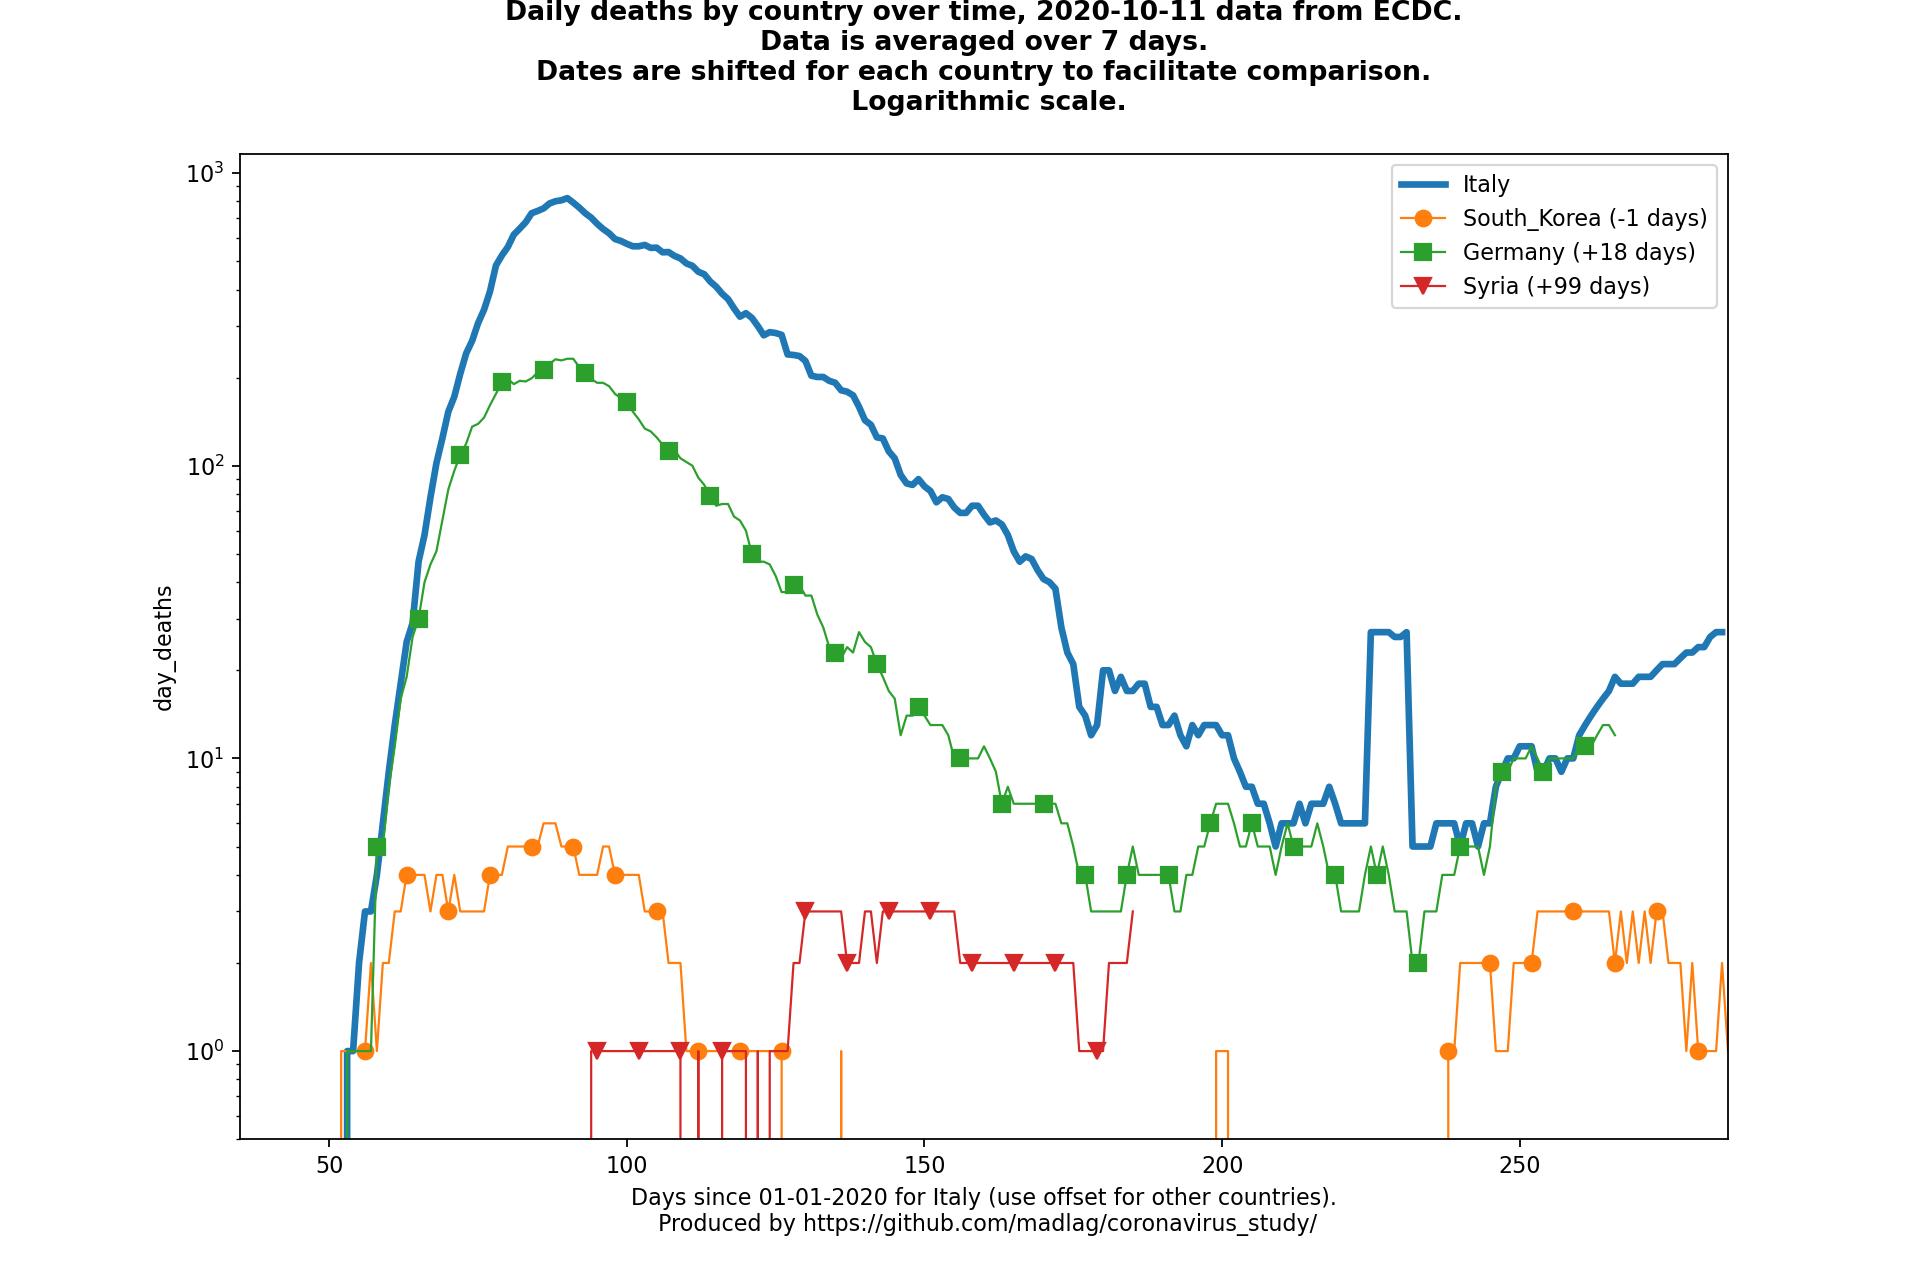 Daily deaths by country over time, 2020-10-11 data from ECDC.
Data is averaged over 7 days.
Dates are shifted for each country to facilitate comparison.
Logarithmic scale.
10³
10²
10¹
10⁰
day_deaths
Italy
South_Korea (-1 days)
Germany (+18 days)
Syria (+99 days)
50 100 150 200 250
Days since 01-01-2020 for Italy (use offset for other countries).
Produced by https://github.com/madlag/coronavirus_study/